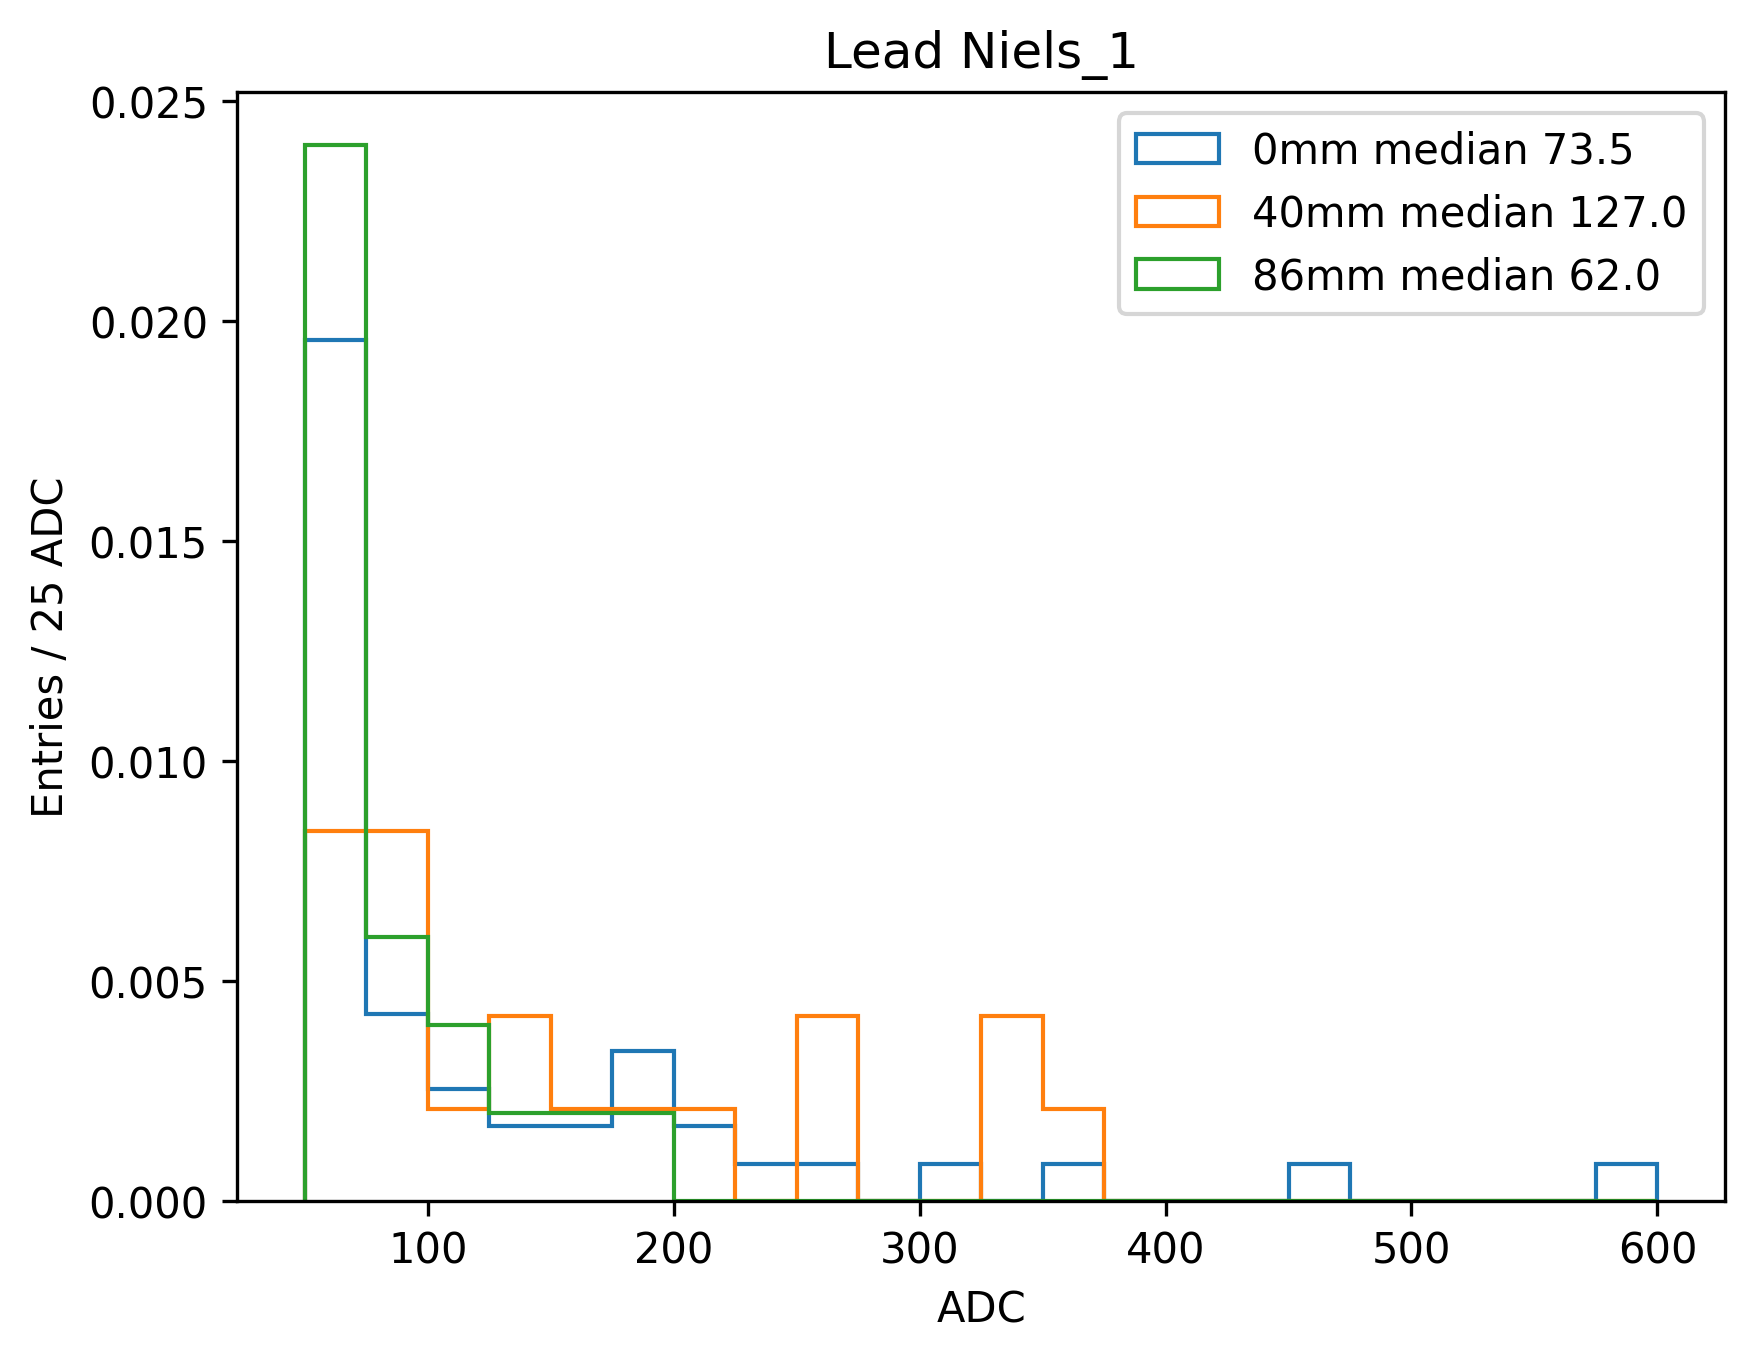 Lead Niels_1
0.025
0.020
0.015
0.010
0.005
0.000
Entries / 25 ADC
0mm median 73.5
40mm median 127.0
86mm median 62.0
100 200 300 400 500 600
ADC